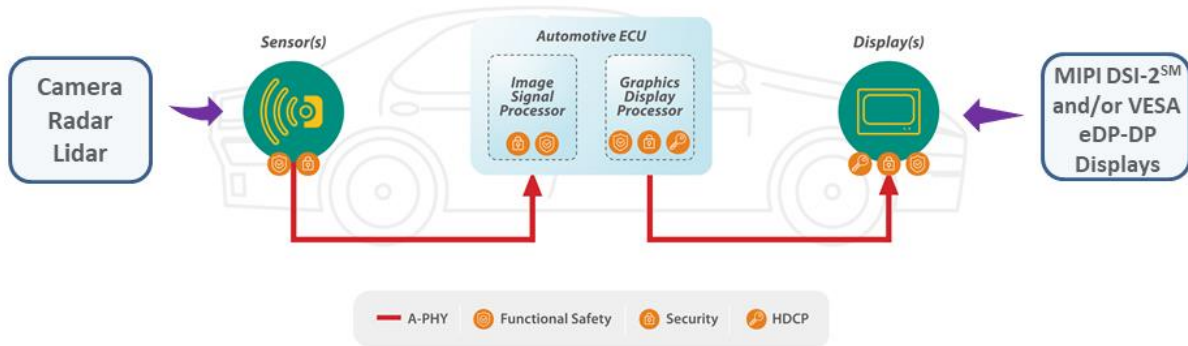 Camera
Radar
Lidar
Sensor(s)
Automotive ECU
Image
Signal
Processor
Graphics
Display
Processor
Display(s)
MIPI DSI-2℠
and/or VESA
eDP-DP
Displays
A-PHY
Functional Safety
Security
HDCP